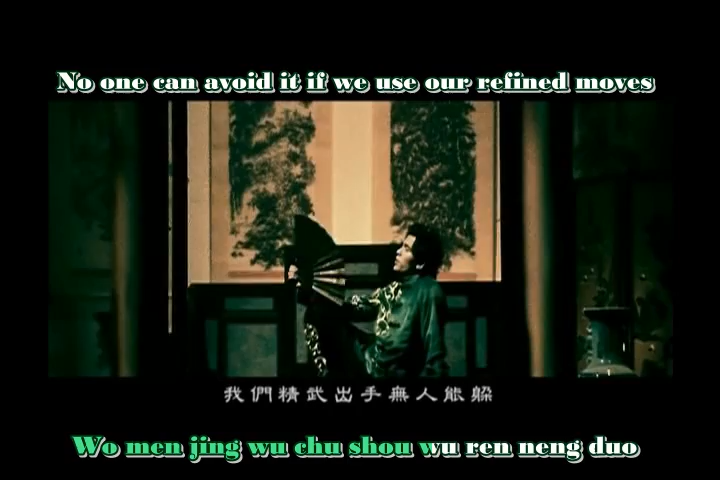 No one can avoid it if we use our refined moves
我們精武出手無人能躲
Wo men jing wu chu shou wu ren neng duo